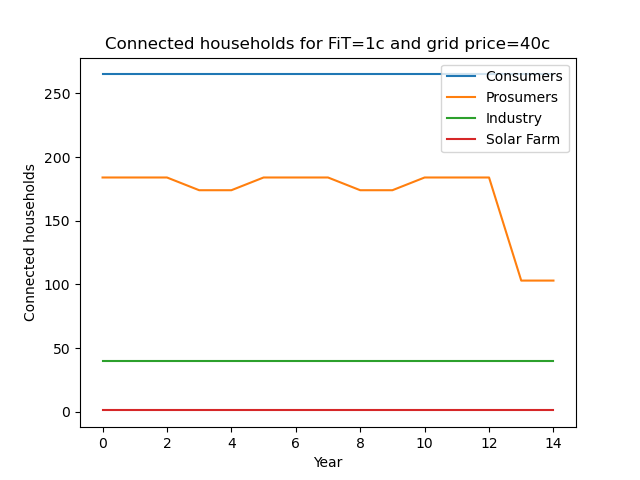 Connected households for FiT=1c and grid price=40c
Consumers
Prosumers
Industry
Solar Farm
250
200
150
100
50
0
Connected households
0 2 4 6 8 10 12 14
Year